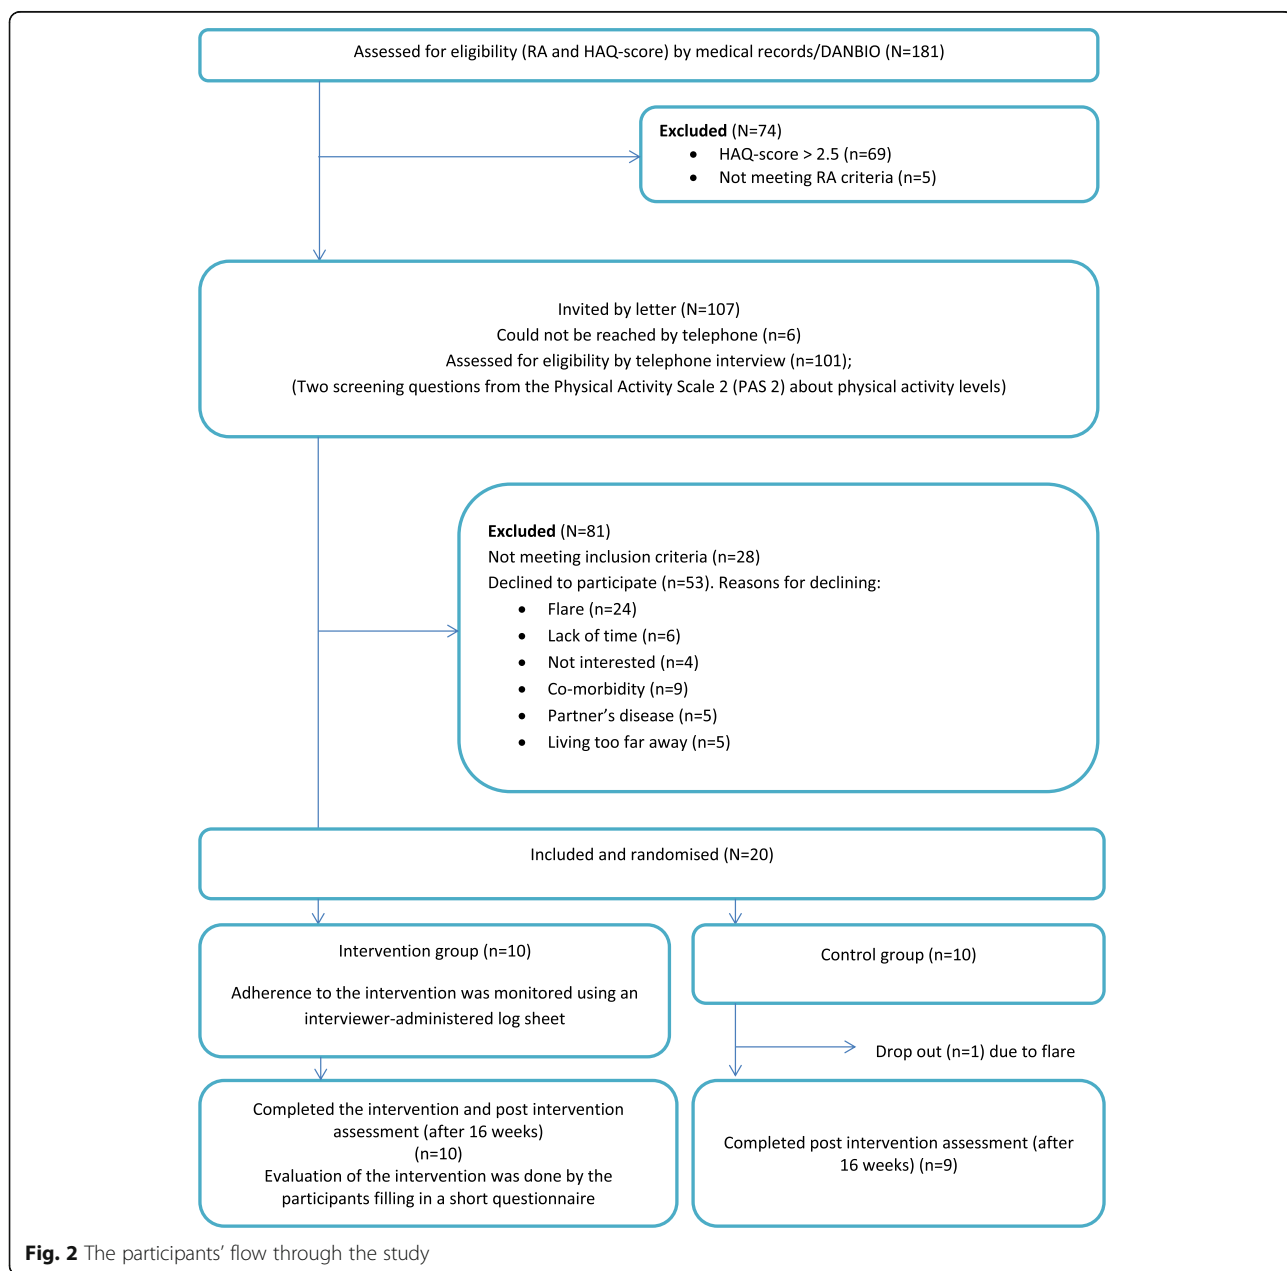 Assessed for eligibility (RA and HAQ-score) by medical records/DANBIO (N=181)
Excluded (N=74)
• HAQ-score > 2.5 (n=69)
• Not meeting RA criteria (n=5)
Invited by letter (N=107)
Could not be reached by telephone (n=6)
Assessed for eligibility by telephone interview (n=101);
(Two screening questions from the Physical Activity Scale 2 (PAS 2) about physical activity levels)
Excluded (N=81)
Not meeting inclusion criteria (n=28)
Declined to participate (n=53). Reasons for declining:
• Flare (n=24)
• Lack of time (n=6)
• Not interested (n=4)
• Co-morbidity (n=9)
• Partner’s disease (n=5)
• Living too far away (n=5)
Included and randomised (N=20)
Intervention group (n=10)
Adherence to the intervention was monitored using an
interviewer-administered log sheet
Control group (n=10)
Drop out (n=1) due to flare
Completed the intervention and post intervention
assessment (after 16 weeks)
(n=10)
Evaluation of the intervention was done by the
participants filling in a short questionnaire
Completed post intervention assessment (after
16 weeks) (n=9)
Fig. 2 The participants’ flow through the study